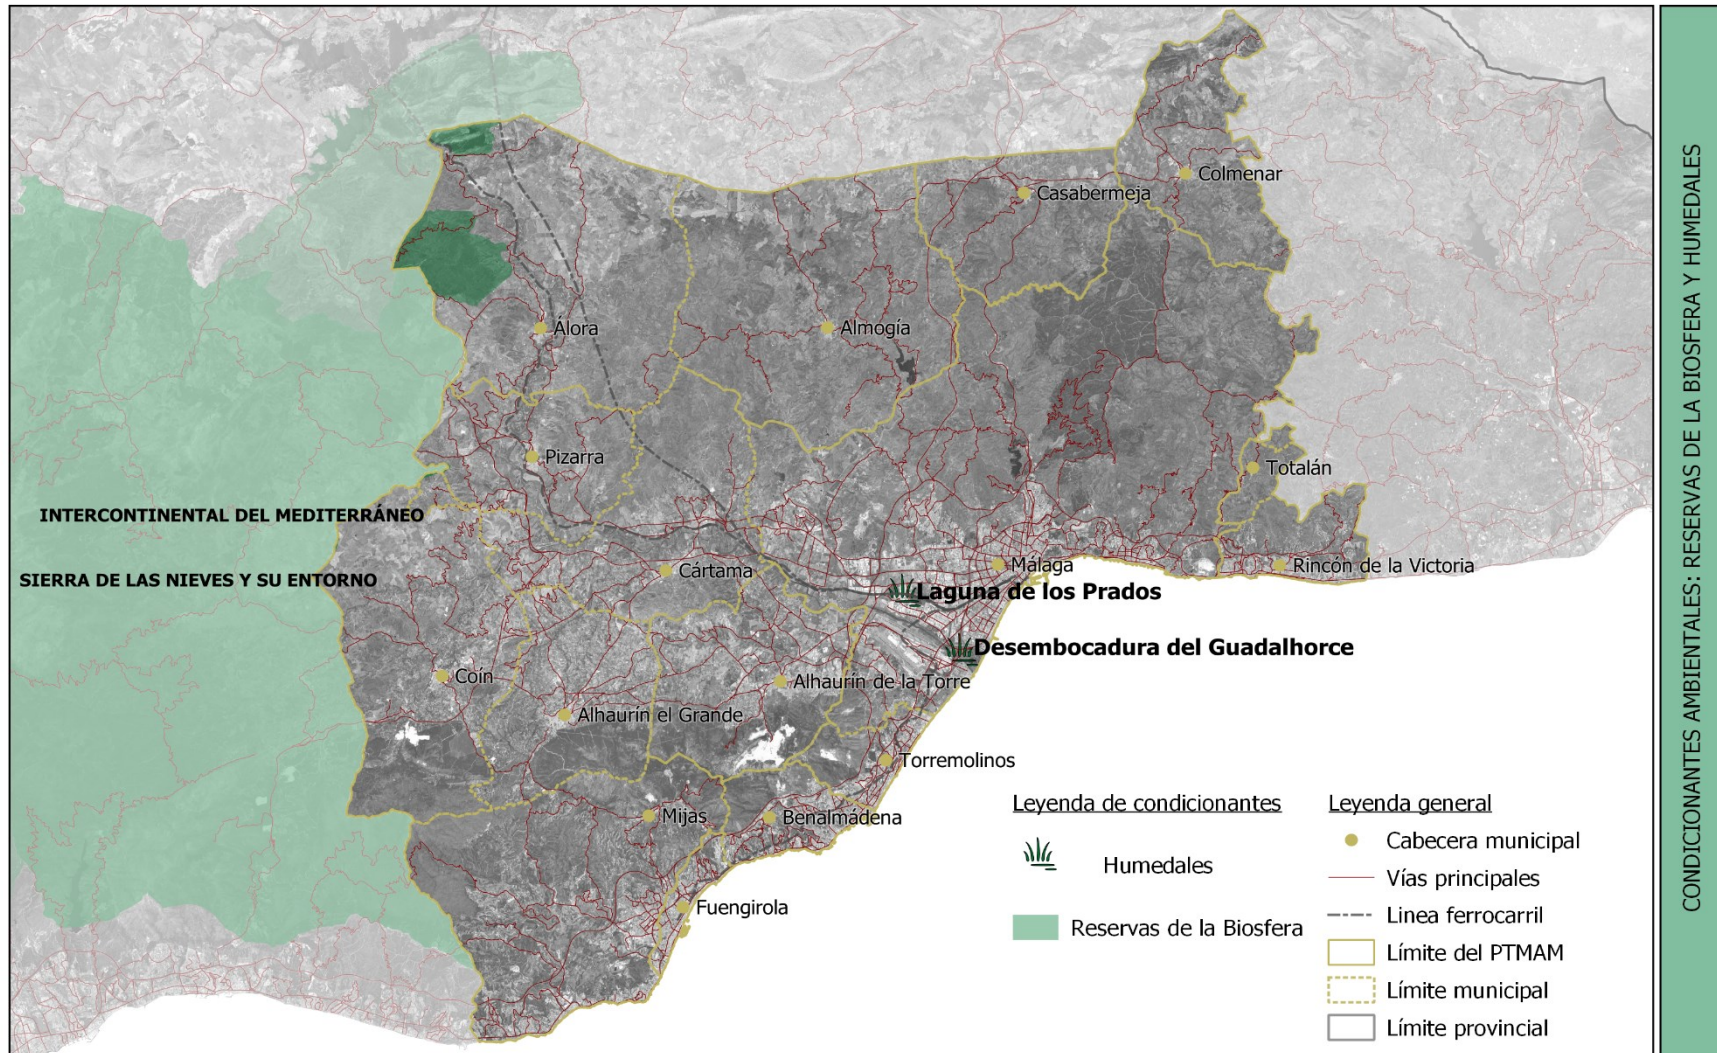 Colmenar
Casabermeja
Álora
Almogía
Pizarra
Totalán
INTERCONTINENTAL DEL MEDITERRÁNEO
SIERRA DE LAS NIEVES Y SU ENTORNO
Cártama
Málaga
Rincón de la Victoria
Laguna de los Prados
Desembocadura del Guadalhorce
Coín
Alhaurín de la Torre
Alhaurín el Grande
Torremolinos
Mijas
Benalmádena
Fuengirola
Leyenda de condicionantes
Humedales
Reservas de la Biosfera
Leyenda general
Cabecera municipal
Vías principales
Linea ferrocarril
Límite del PTMAM
Límite municipal
Límite provincial
CONDICIONANTES AMBIENTALES: RESERVAS DE LA BIOSFERA Y HUMEDALES